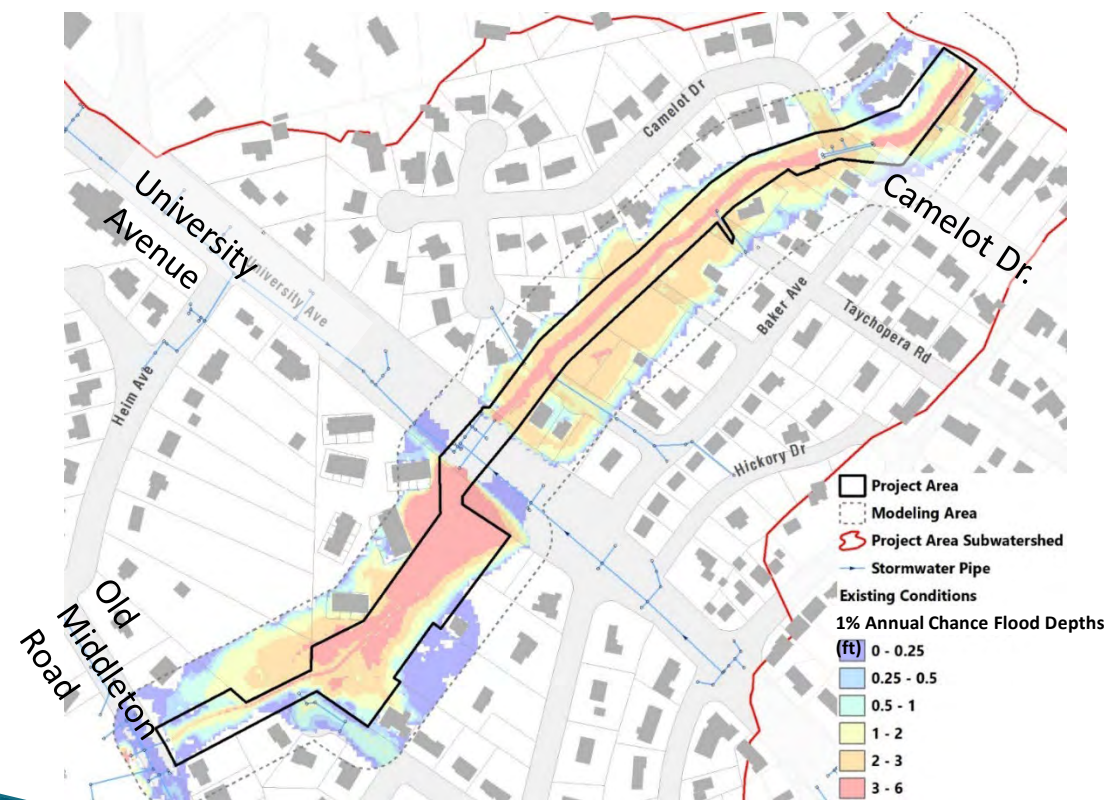 Camelot Dr
University
Avenue
University Ave
Camelot Dr.
Baker Ave
Taychopera Rd
Heim Ave
Hickory Dr
Old
Middleton
Road
Project Area
Modeling Area
Project Area Subwatershed
Stormwater Pipe
Existing Conditions
1% Annual Chance Flood Depths
(ft) 0 - 0.25
0.25 - 0.5
0.5 - 1
1 - 2
2 - 3
3 - 6